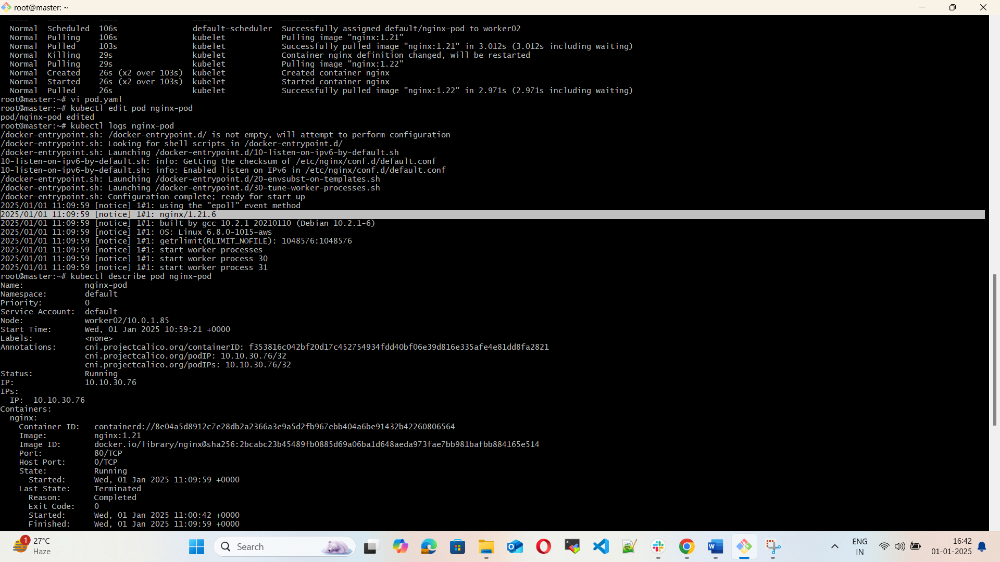 root@master: ~
----    ------      ----                ----               -------
Normal  Scheduled  106s                default-scheduler  Successfully assigned default/nginx-pod to worker02
Normal  Pulling    106s                kubelet            Pulling image "nginx:1.21"
Normal  Pulled     103s                kubelet            Successfully pulled image "nginx:1.21" in 3.012s (3.012s including waiting)
Normal  Killing    29s                 kubelet            Container nginx definition changed, will be restarted
Normal  Pulling    29s                 kubelet            Pulling image "nginx:1.22"
Normal  Created    26s (x2 over 103s)  kubelet            Created container nginx
Normal  Started    26s (x2 over 103s)  kubelet            Started container nginx
Normal  Pulled     26s                 kubelet            Successfully pulled image "nginx:1.22" in 2.971s (2.971s including waiting)
root@master:~# vi pod.yaml
root@master:~# kubectl edit pod nginx-pod
pod/nginx-pod edited
root@master:~# kubectl logs nginx-pod
/docker-entrypoint.sh: /docker-entrypoint.d/ is not empty, will attempt to perform configuration
/docker-entrypoint.sh: Looking for shell scripts in /docker-entrypoint.d/
/docker-entrypoint.sh: Launching /docker-entrypoint.d/10-listen-on-ipv6-by-default.sh
10-listen-on-ipv6-by-default.sh: info: Getting the checksum of /etc/nginx/conf.d/default.conf
10-listen-on-ipv6-by-default.sh: info: Enabled listen on IPv6 in /etc/nginx/conf.d/default.conf
/docker-entrypoint.sh: Launching /docker-entrypoint.d/20-envsubst-on-templates.sh
/docker-entrypoint.sh: Launching /docker-entrypoint.d/30-tune-worker-processes.sh
/docker-entrypoint.sh: Configuration complete; ready for start up
2025/01/01 11:09:59 [notice] 1#1: using the "epoll" event method
2025/01/01 11:09:59 [notice] 1#1: nginx/1.21.6
2025/01/01 11:09:59 [notice] 1#1: built by gcc 10.2.1 20210110 (Debian 10.2.1-6)
2025/01/01 11:09:59 [notice] 1#1: OS: Linux 6.8.0-1015-aws
2025/01/01 11:09:59 [notice] 1#1: getrlimit(RLIMIT_NOFILE): 1048576:1048576
2025/01/01 11:09:59 [notice] 1#1: start worker processes
2025/01/01 11:09:59 [notice] 1#1: start worker process 30
2025/01/01 11:09:59 [notice] 1#1: start worker process 31
root@master:~# kubectl describe pod nginx-pod
Name:             nginx-pod
Namespace:        default
Priority:         0
Service Account:  default
Node:             worker02/10.0.1.85
Start Time:       Wed, 01 Jan 2025 10:59:21 +0000
Labels:           <none>
Annotations:      cni.projectcalico.org/containerID: f353816c042bf20d17c452754934fdd40bf06e39d816e335afe4e81dd8fa2821
                  cni.projectcalico.org/podIP: 10.10.30.76/32
                  cni.projectcalico.org/podIPs: 10.10.30.76/32
Status:           Running
IP:               10.10.30.76
IPs:
  IP:  10.10.30.76
Containers:
  nginx:
    Container ID:   containerd://8e04a5d8912c7e28db2a2366a3e9a5d2fb967ebb404a6be91432b42260806564
    Image:          nginx:1.21
    Image ID:       docker.io/library/nginx@sha256:2bcabc23b45489fb0885d69a06ba1d648aeda973fae7bb981bafbb884165e514
    Port:           80/TCP
    Host Port:      0/TCP
    State:          Running
      Started:      Wed, 01 Jan 2025 11:09:59 +0000
    Last State:     Terminated
      Reason:       Completed
      Exit Code:    0
      Started:      Wed, 01 Jan 2025 11:00:42 +0000
      Finished:     Wed, 01 Jan 2025 11:09:59 +0000
1
27°C
Haze
Search
ENG
IN
16:42
01-01-2025